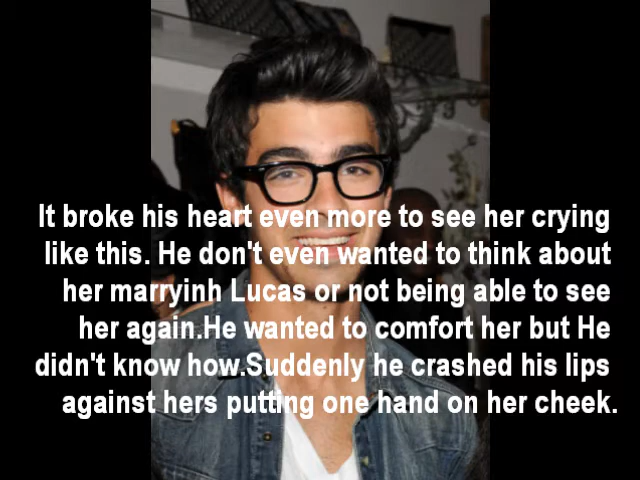 It broke his heart even more to see her crying
like this. He don't even wanted to think about
her marryinh Lucas or not being able to see
her again.He wanted to comfort her but He
didn't know how.Suddenly he crashed his lips
against hers putting one hand on her cheek.